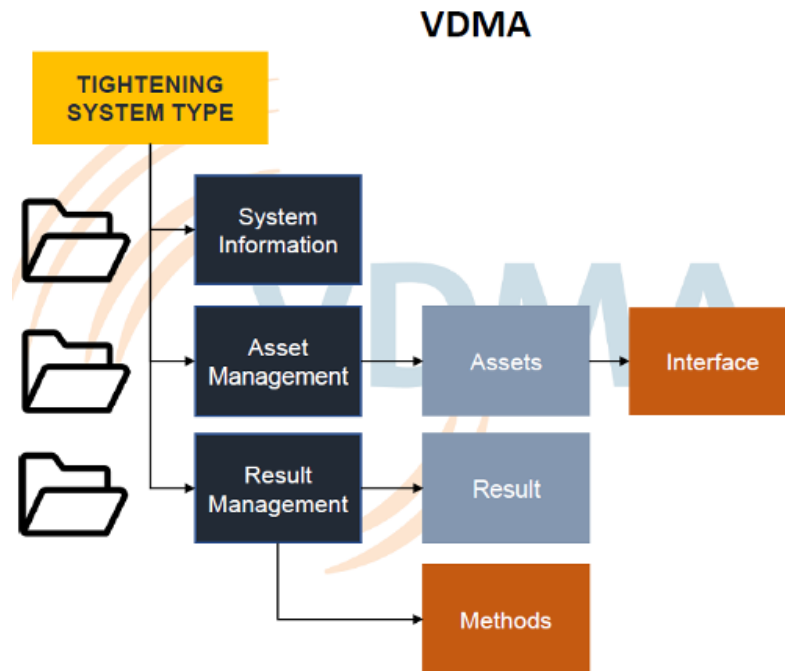 VDMA
TIGHTENING
SYSTEM TYPE
System
Information
VDMA
Asset
Management
Assets
Interface
Result
Management
Result
Methods